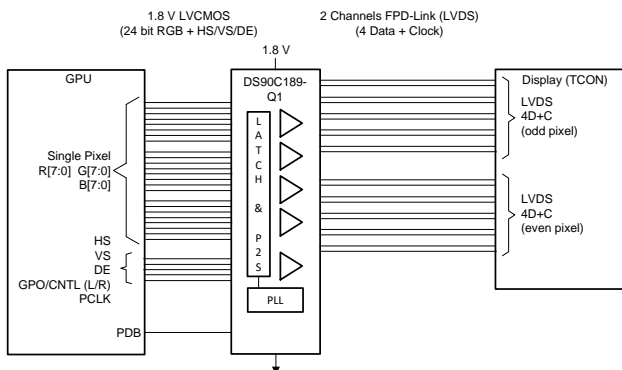 1.8 V LVCMOS
(24 bit RGB + HS/VS/DE)
2 Channels FPD-Link (LVDS)
(4 Data + Clock)
1.8 V
GPU
Single Pixel
R[7:0] G[7:0]
B[7:0]
HS
VS
DE
GPO/CNTL (L/R)
PCLK
PDB
DS90C189-
Q1
LATCH & P2S
PLL
Display (TCON)
LVDS
4D+C
(odd pixel)
LVDS
4D+C
(even pixel)